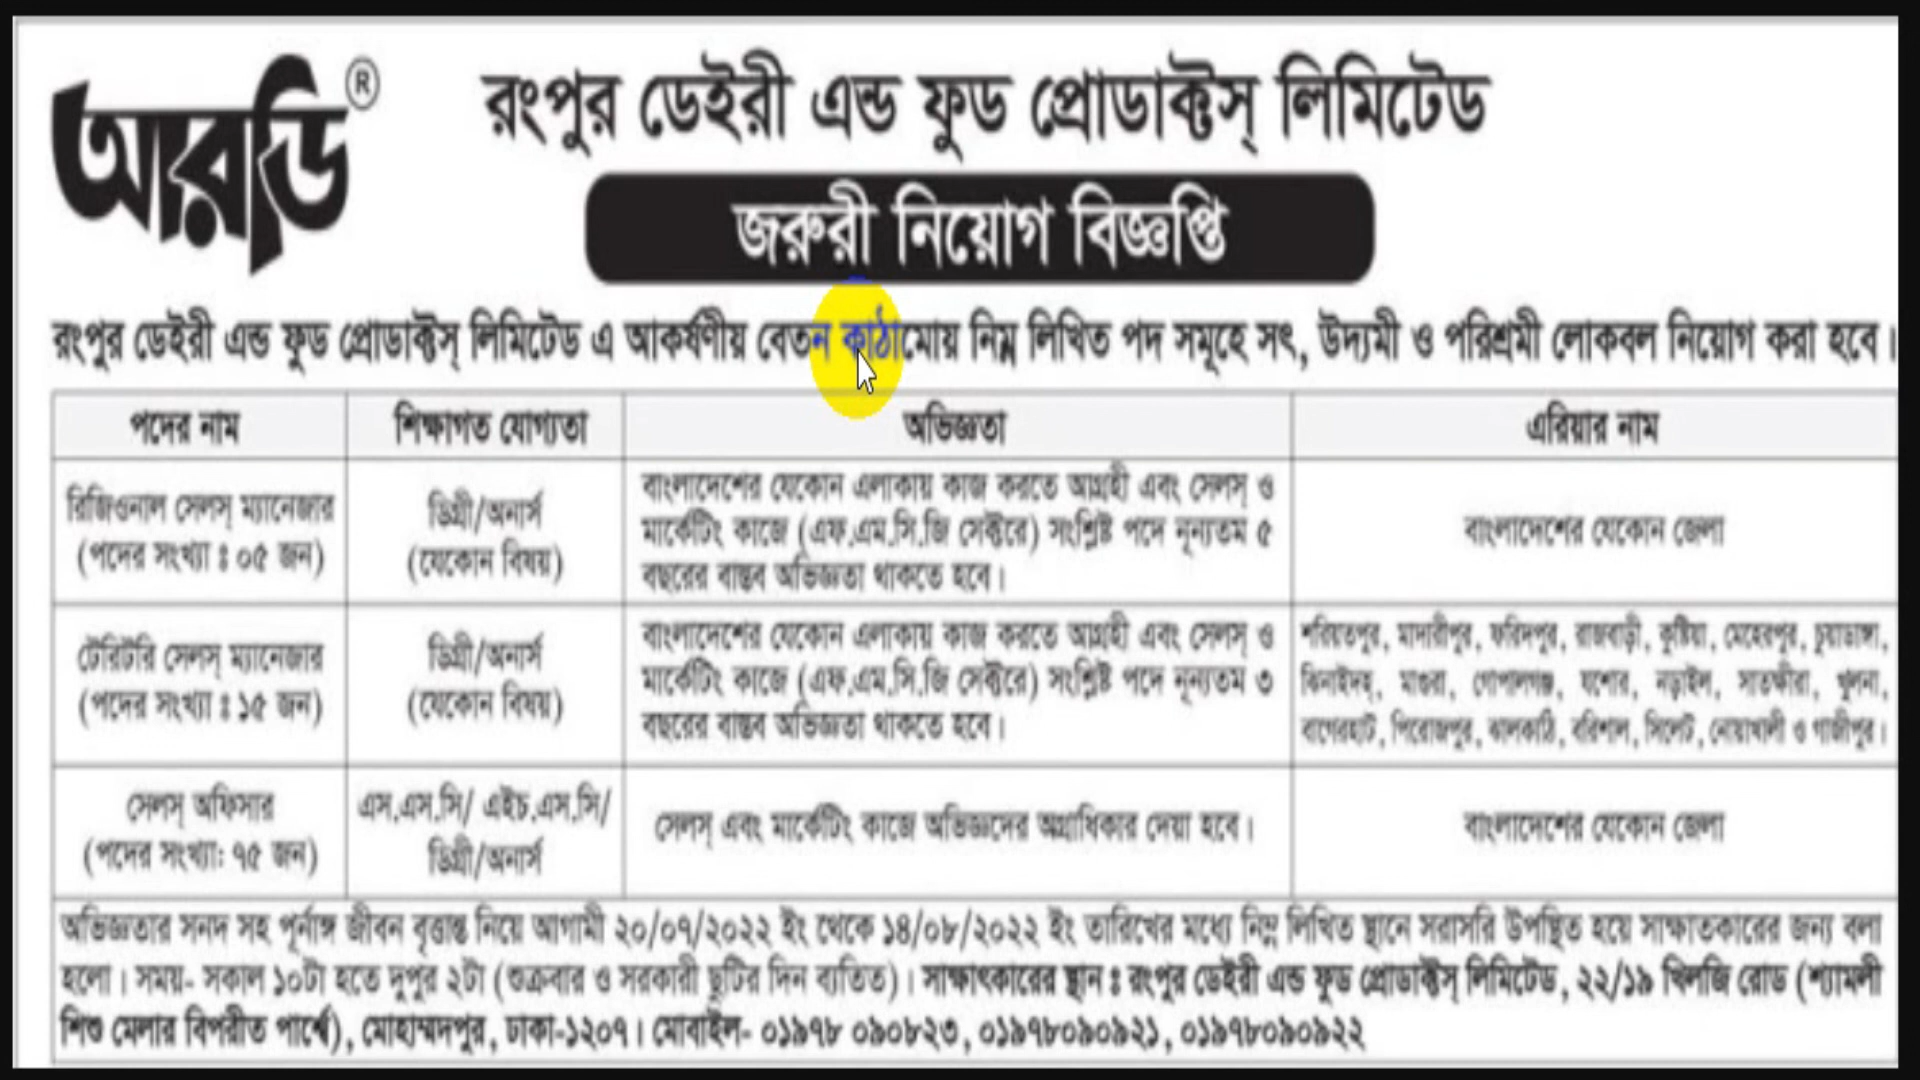 আরডি®
রংপুর ডেইরী এন্ড ফুড প্রোডাক্টস্ লিমিটেড
জরুরী নিয়োগ বিজ্ঞপ্তি
রংপুর ডেইরী এন্ড ফুড প্রোডাক্টস্ লিমিটেড এ আকর্ষণীয় বেতন কাঠামোয় নিম্ন লিখিত পদ সমূহে সৎ, উদ্যমী ও পরিশ্রমী লোকবল নিয়োগ করা হবে।
পদের নাম শিক্ষাগত যোগ্যতা অভিজ্ঞতা এরিয়ার নাম
রিজিওনাল সেলস্ ম্যানেজার
(পদের সংখ্যা ঃ ০৫ জন)
ডিগ্রী/অনার্স
(যেকোন বিষয়)
বাংলাদেশের যেকোন এলাকায় কাজ করতে আগ্রহী এবং সেলস্ ও
মার্কেটিং কাজে (এফ.এম.সি.জি সেক্টরে) সংশ্লিষ্ট পদে নূন্যতম ৫
বছরের বাস্তব অভিজ্ঞতা থাকতে হবে।
বাংলাদেশের যেকোন জেলা
টেরিটরি সেলস্ ম্যানেজার
(পদের সংখ্যা ঃ ১৫ জন)
ডিগ্রী/অনার্স
(যেকোন বিষয়)
বাংলাদেশের যেকোন এলাকায় কাজ করতে আগ্রহী এবং সেলস্ ও
মার্কেটিং কাজে (এফ.এম.সি.জি সেক্টরে) সংশ্লিষ্ট পদে নূন্যতম ৩
বছরের বাস্তব অভিজ্ঞতা থাকতে হবে।
শরিয়তপুর, মাদারীপুর, ফরিদপুর, রাজবাড়ী, কুষ্টিয়া, মেহেরপুর, চুয়াডাঙ্গা,
ঝিনাইদহ, মাগুরা, গোপালগঞ্জ, যশোর, নড়াইল, সাতক্ষীরা, খুলনা,
বাগেরহাট, পিরোজপুর, ঝালকাঠি, বরিশাল, সিলেট, নোয়াখালী ও গাজীপুর।
সেলস্ অফিসার
(পদের সংখ্যা: ৭৫ জন)
এস.এস.সি/ এইচ.এস.সি/
ডিগ্রী/অনার্স
সেলস্ এবং মার্কেটিং কাজে অভিজ্ঞদের অগ্রাধিকার দেয়া হবে।
বাংলাদেশের যেকোন জেলা
অভিজ্ঞতার সনদ সহ পূর্নাঙ্গ জীবন বৃত্তান্ত নিয়ে আগামী ২০/০৭/২০২২ ইং থেকে ১৪/০৮/২০২২ ইং তারিখের মধ্যে নিম্ন লিখিত স্থানে সরাসরি উপস্থিত হয়ে সাক্ষাতকারের জন্য বলা
হলো। সময়- সকাল ১০টা হতে দুপুর ২টা (শুক্রবার ও সরকারী ছুটির দিন ব্যতিত)। সাক্ষাৎকারের স্থান ঃ রংপুর ডেইরী এন্ড ফুড প্রোডাক্টস্ লিমিটেড, ২২/১৯ খিলজি রোড (শ্যামলী
শিশু মেলার বিপরীত পার্শ্বে), মোহাম্মদপুর, ঢাকা-১২০৭। মোবাইল- ০১৯৭৮ ০৯০৮২৩, ০১৯৭৮০৯০৯২১, ০১৯৭৮০৯০৯২২